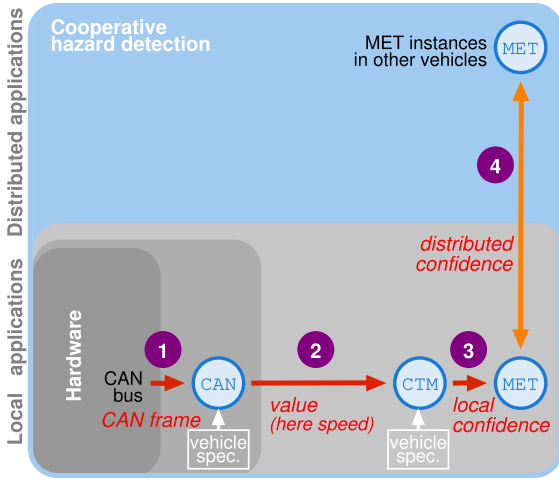 Distributed applications
Cooperative
hazard detection
MET instances
in other vehicles
MET
4
distributed
confidence
Local applications
Hardware
1
2
3
CAN
bus
CAN
CTM
MET
CAN frame
value
(here speed)
local
confidence
vehicle
spec.
vehicle
spec.